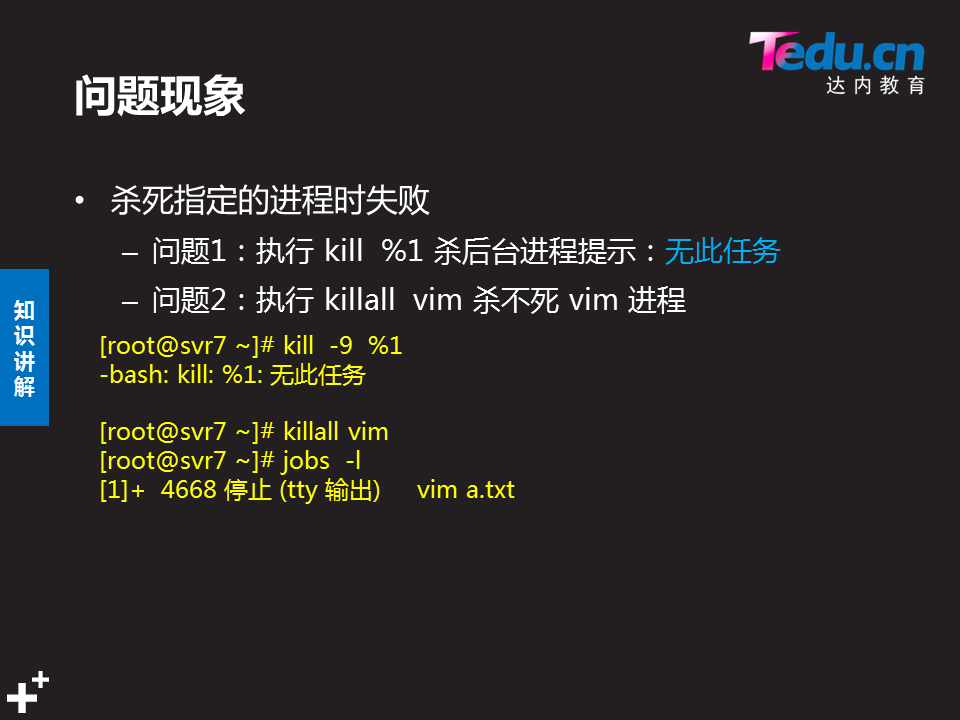 Tedu.cn
达内教育
问题现象
• 杀死指定的进程时失败
– 问题1：执行 kill %1 杀后台进程提示：无此任务
– 问题2：执行 killall vim 杀不死 vim 进程
知识讲解
[root@svr7 ~]# kill -9 %1
-bash: kill: %1: 无此任务
[root@svr7 ~]# killall vim
[root@svr7 ~]# jobs -l
[1]+ 4668 停止 (tty 输出) vim a.txt